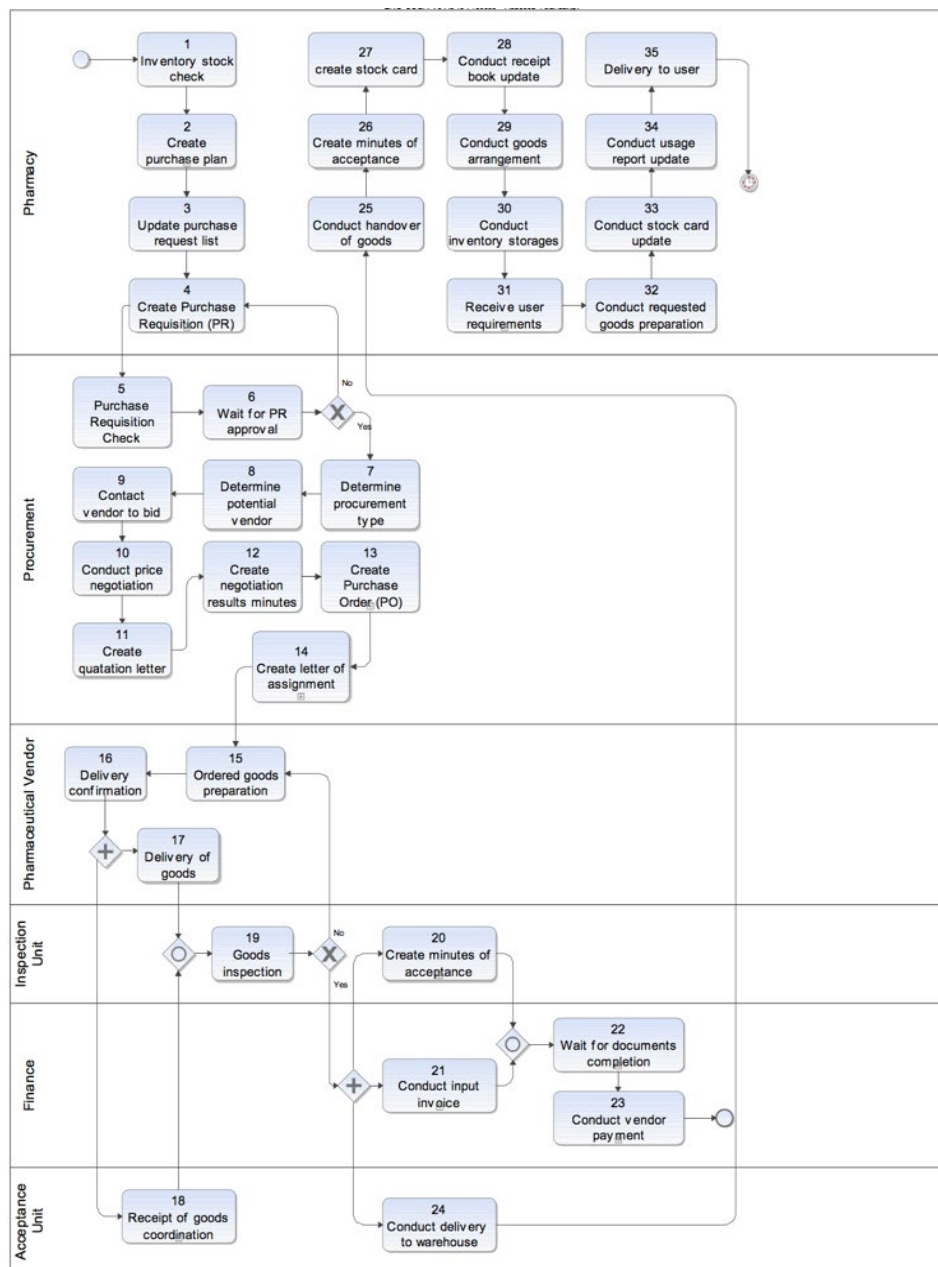 Pharmacy
1
Inventory stock
check
2
Create
purchase plan
3
Update purchase
request list
4
Create Purchase
Requisition (PR)
27
create stock card
26
Create minutes of
acceptance
25
Conduct handover
of goods
28
Conduct receipt
book update
29
Conduct goods
arrangement
30
Conduct
inventory storages
31
Receive user
requirements
35
Delivery to user
34
Conduct usage
report update
33
Conduct stock card
update
32
Conduct requested
goods preparation
Procurement
5
Purchase
Requisition
Check
6
Wait for PR
approval
No
Yes
7
Determine
procurement
type
8
Determine
potential
vendor
9
Contact
vendor to bid
10
Conduct price
negotiation
11
Create
quatation letter
12
Create
negotiation
results minutes
13
Create
Purchase
Order (PO)
14
Create letter of
assignment
Pharmaceutical Vendor
15
Ordered goods
preparation
16
Delivery
confirmation
17
Delivery of
goods
Inspection
Unit
19
Goods
inspection
No
Yes
20
Create minutes of
acceptance
Finance
21
Conduct input
invoice
22
Wait for documents
completion
23
Conduct vendor
payment
Acceptance
Unit
18
Receipt of goods
coordination
24
Conduct delivery
to warehouse